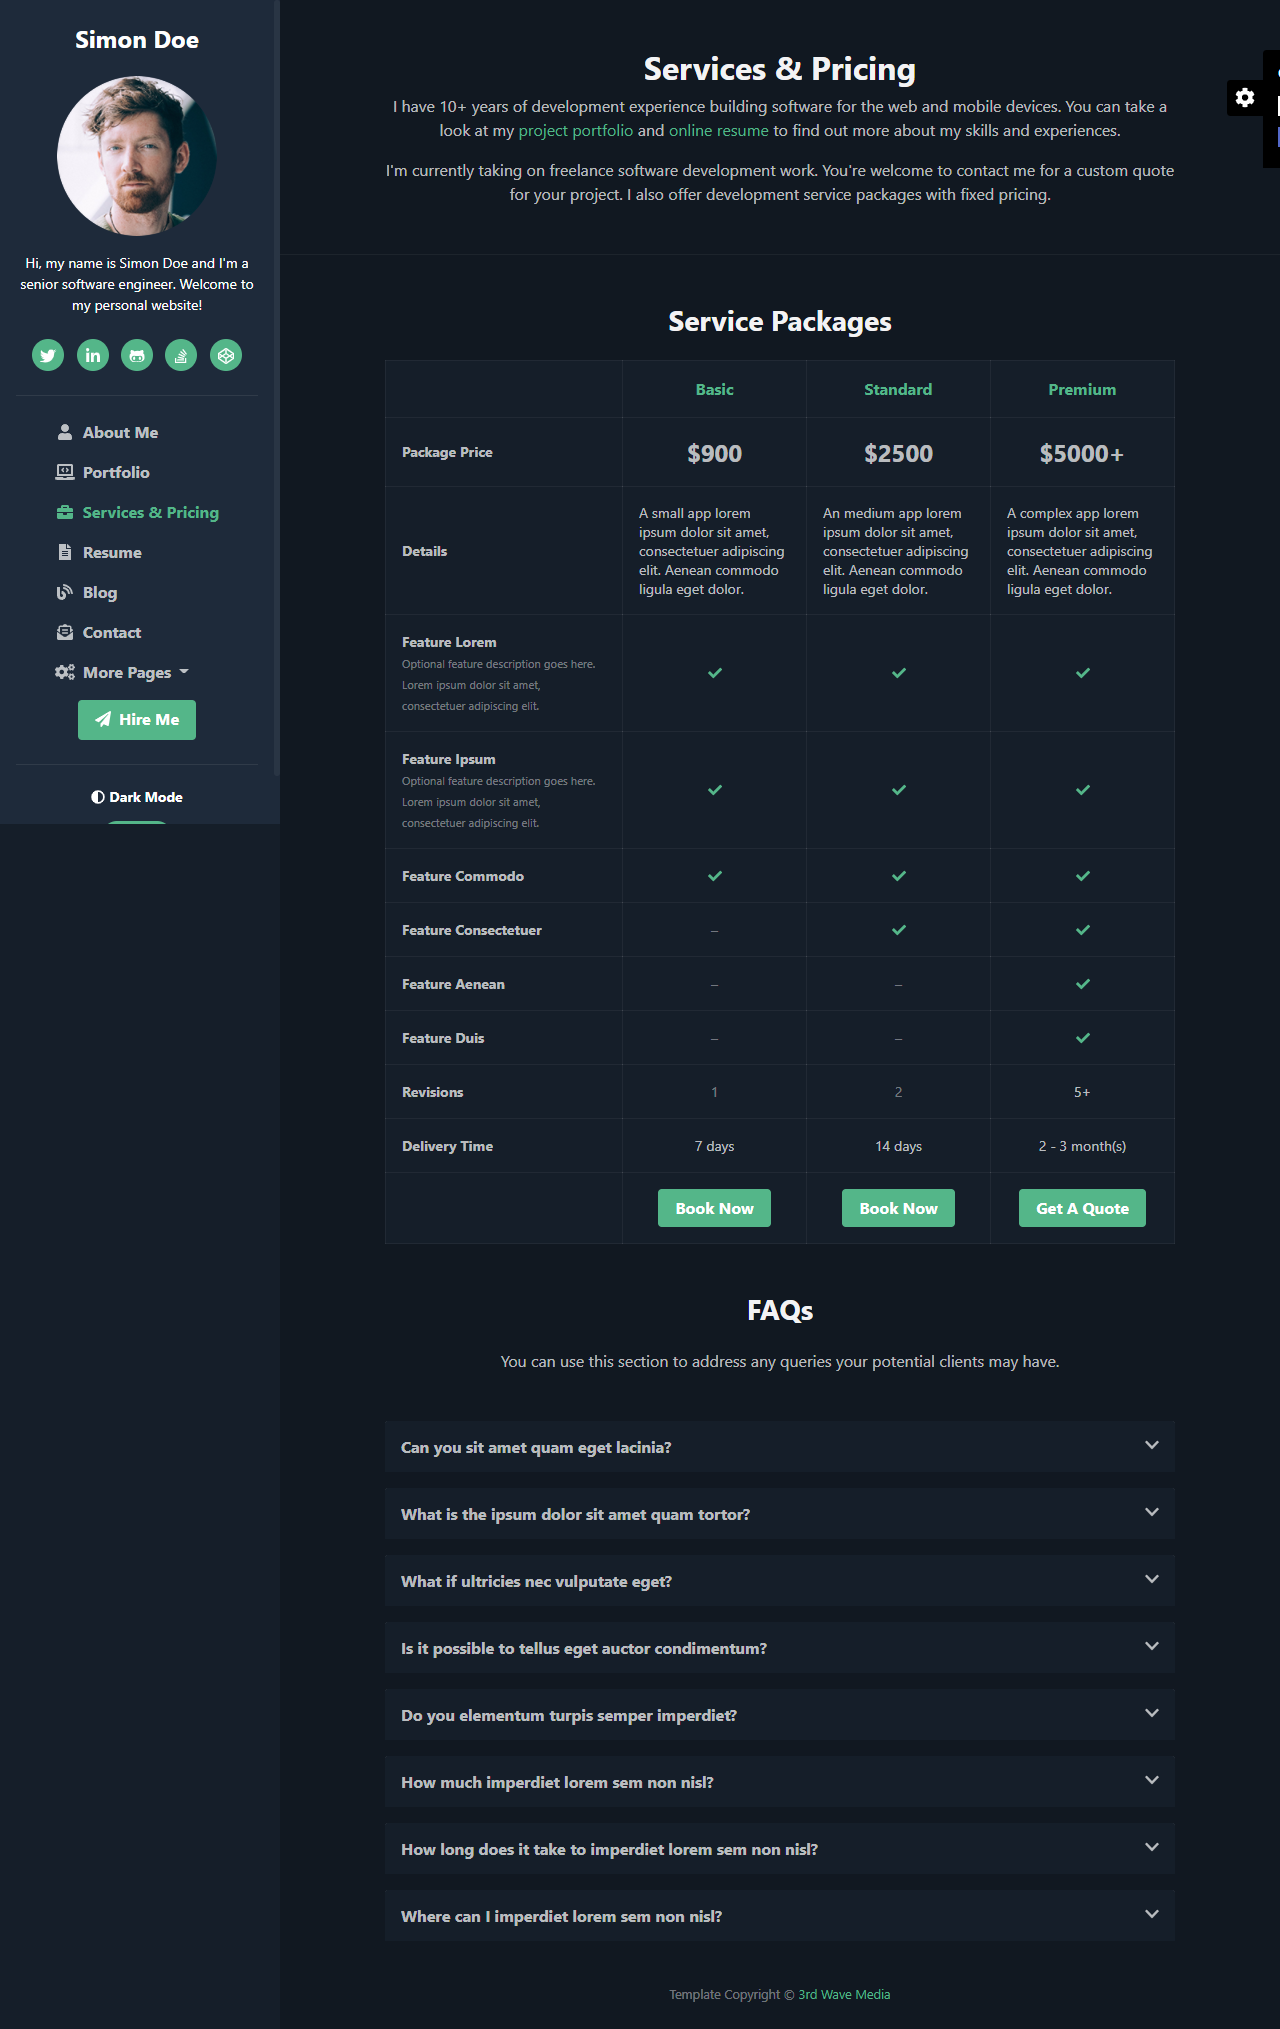 Simon Doe
Hi, my name is Simon Doe and I'm a
senior software engineer. Welcome to
my personal website!
About Me
Portfolio
Services & Pricing
Resume
Blog
Contact
More Pages
Hire Me
Dark Mode
Services & Pricing
I have 10+ years of development experience building software for the web and mobile devices. You can take a
look at my project portfolio and online resume to find out more about my skills and experiences.
I'm currently taking on freelance software development work. You're welcome to contact me for a custom quote
for your project. I also offer development service packages with fixed pricing.
Service Packages
Basic Standard Premium
Package Price $900 $2500 $5000+
Details
A small app lorem
ipsum dolor sit amet,
consectetuer adipiscing
elit. Aenean commodo
ligula eget dolor.
An medium app lorem
ipsum dolor sit amet,
consectetuer adipiscing
elit. Aenean commodo
ligula eget dolor.
A complex app lorem
ipsum dolor sit amet,
consectetuer adipiscing
elit. Aenean commodo
ligula eget dolor.
Feature Lorem
Optional feature description goes here.
Lorem ipsum dolor sit amet,
consectetuer adipiscing elit.
Feature Ipsum
Optional feature description goes here.
Lorem ipsum dolor sit amet,
consectetuer adipiscing elit.
Feature Commodo
Feature Consectetuer –
Feature Aenean – –
Feature Duis – –
Revisions 1 2 5+
Delivery Time 7 days 14 days 2 - 3 month(s)
Book Now Book Now Get A Quote
FAQs
You can use this section to address any queries your potential clients may have.
Can you sit amet quam eget lacinia?
What is the ipsum dolor sit amet quam tortor?
What if ultricies nec vulputate eget?
Is it possible to tellus eget auctor condimentum?
Do you elementum turpis semper imperdiet?
How much imperdiet lorem sem non nisl?
How long does it take to imperdiet lorem sem non nisl?
Where can I imperdiet lorem sem non nisl?
Template Copyright © 3rd Wave Media